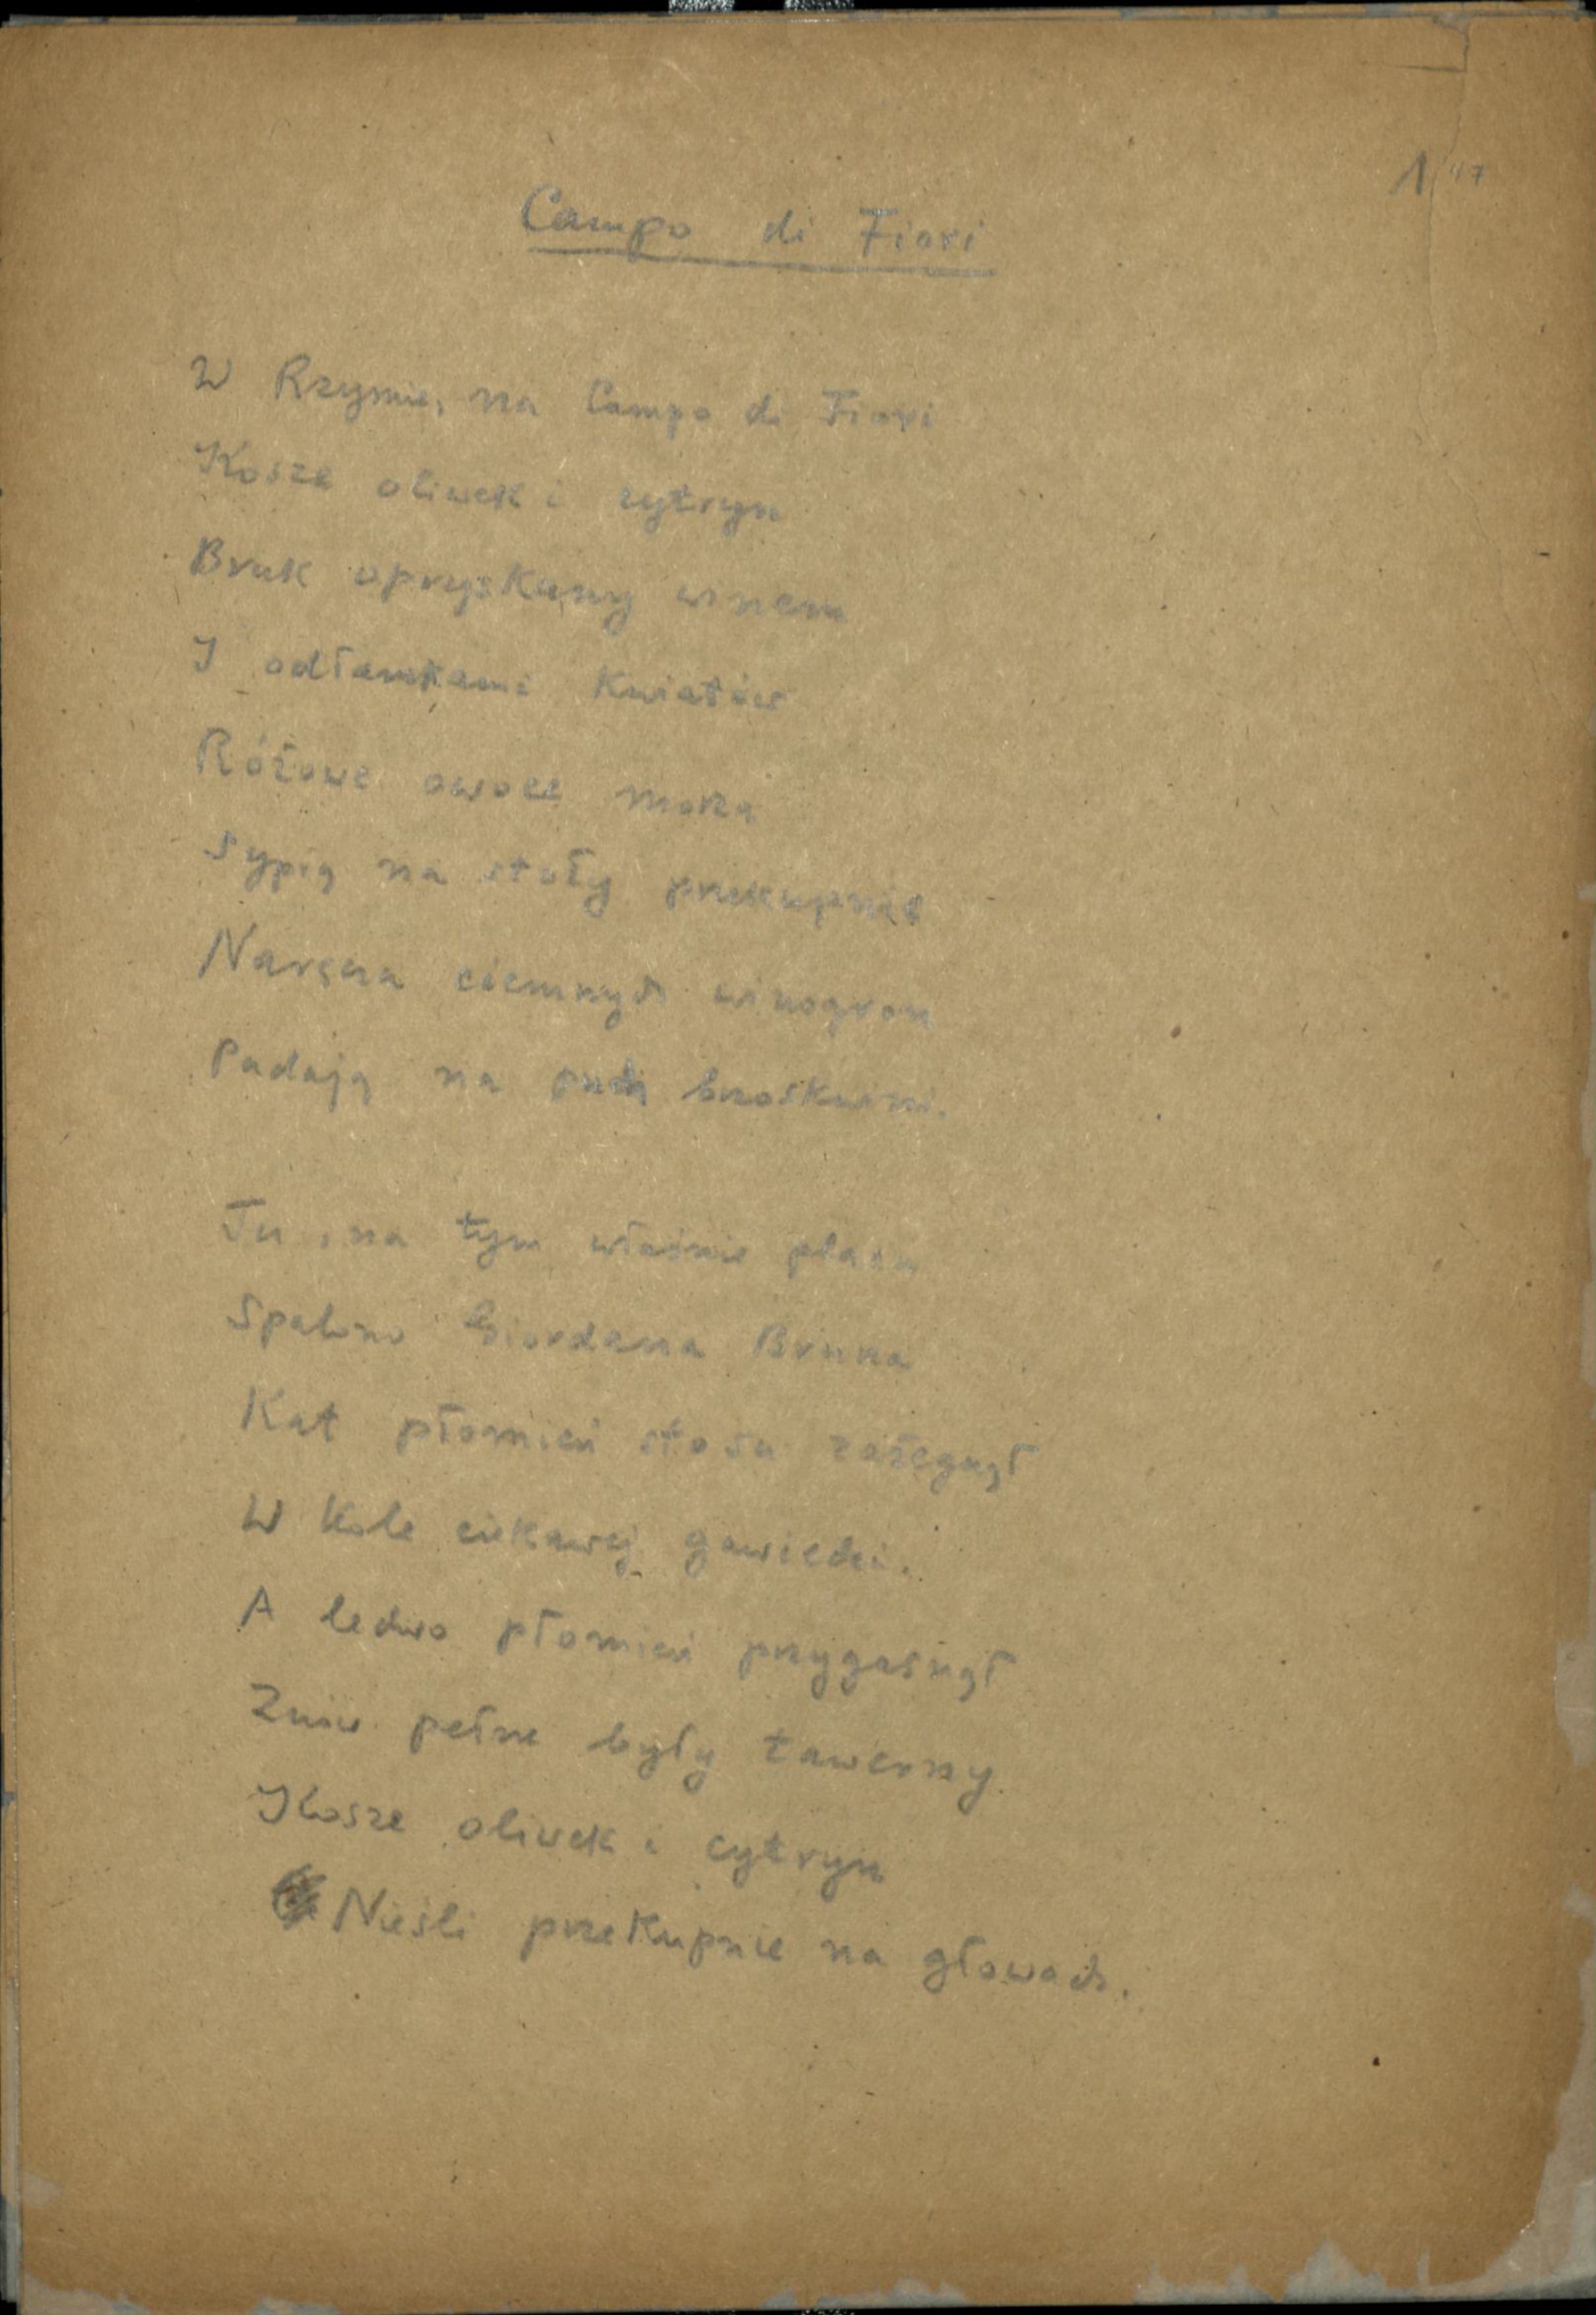 1 47
Campo di Fiori
W Rzymie, na Campo di Fiori
Kosze oliwek i cytryn
Bruk opryskany winem
I odłamkami kwiatów
Różowe owoce morza
Sypią na stoły przekupnie
Naręcza ciemnych winogron
Padają na puch brzoskwini.
Tu, na tym właśnie placu
Spalono Giordana Bruna
Kat płomień stosu zażegnął
W kole ciekawej gawiedzi.
A ledwo płomień przygasnął
Znów pełne były tawerny
Kosze oliwek i cytryn
Nieśli przekupnie na głowach.